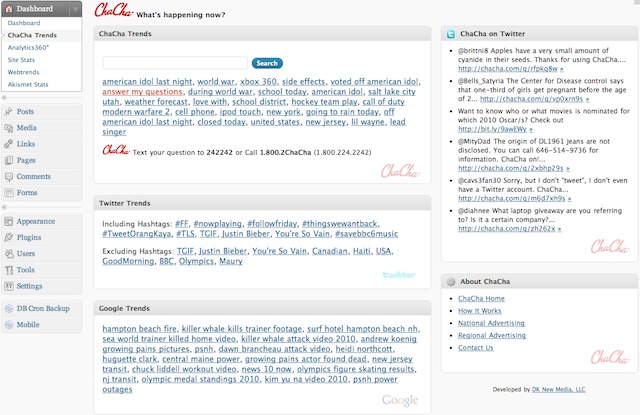 Dashboard
Dashboard
ChaCha Trends
Analytics360°
Site Stats
Webtrends
Akismet Stats
Posts
Media
Links
Pages
Comments
Forms
Appearance
Plugins
Users
Tools
Settings
DB Cron Backup
Mobile
ChaCha What's happening now?
ChaCha Trends
Search
american idol last night, world war, xbox 360, side effects, voted off american idol,
answer my questions, during world war, school today, american idol, salt lake city
utah, weather forecast, love with, school district, hockey team play, call of duty
modern warfare 2, cell phone, ipod touch, new york, going to rain today, off
american idol last night, closed today, united states, new jersey, lil wayne, lead
singer
ChaCha Text your question to 242242 or Call 1.800.2ChaCha (1.800.224.2242)
ChaCha
Twitter Trends
Including Hashtags: #FF, #nowplaying, #followfriday, #thingswewantback,
#TweetOrangKaya, #TLS, TGIF, Justin Bieber, You're So Vain, #savebbc6music
Excluding Hashtags: TGIF, Justin Bieber, You're So Vain, Canadian, Haiti, USA,
GoodMorning, BBC, Olympics, Maury
twitter
Google Trends
hampton beach fire, killer whale kills trainer footage, surf hotel hampton beach nh,
sea world trainer killed home video, killer whale attack video 2010, andrew koenig
growing pains pictures, psnh, dawn brancheau attack video, heidi northcott,
huguette clark, central maine power, growing pains actor found dead, new jersey
transit, chuck liddell workout video, news 10 now, olympics figure skating results,
nj transit, olympic medal standings 2010, kim yu na video 2010, psnh power
outages
Google
ChaCha on Twitter
@brittni8 Apples have a very small amount of
cyanide in their seeds. Thanks for using ChaCha....
http://chacha.com/q/rfpkq8w »
@Bells_Satyria The Center for Disease control says
that one-third of girls get pregnant before the age
of 2... http://chacha.com/q/vp0xrn9s »
Want to know who or what movies is nominated for
which 2010 Oscar/s? Check out
http://bit.ly/9awEWy »
@MityDad The origin of DL1961 Jeans are not
disclosed. You can call 646-514-9736 for
information. ChaCha on!...
http://chacha.com/q/2xbhp29s »
@cavs3fan30 Sorry, but I don't "tweet", I don't even
have a Twitter account. ChaCha...
http://chacha.com/q/m6d7xh9s »
@diahnee What laptop giveaway are you referring
to? Is it a certain company?...
http://chacha.com/q/zh262x »
ChaCha
About ChaCha
ChaCha Home
How It Works
National Advertising
Regional Advertising
Contact Us
ChaCha
Developed by DK New Media, LLC